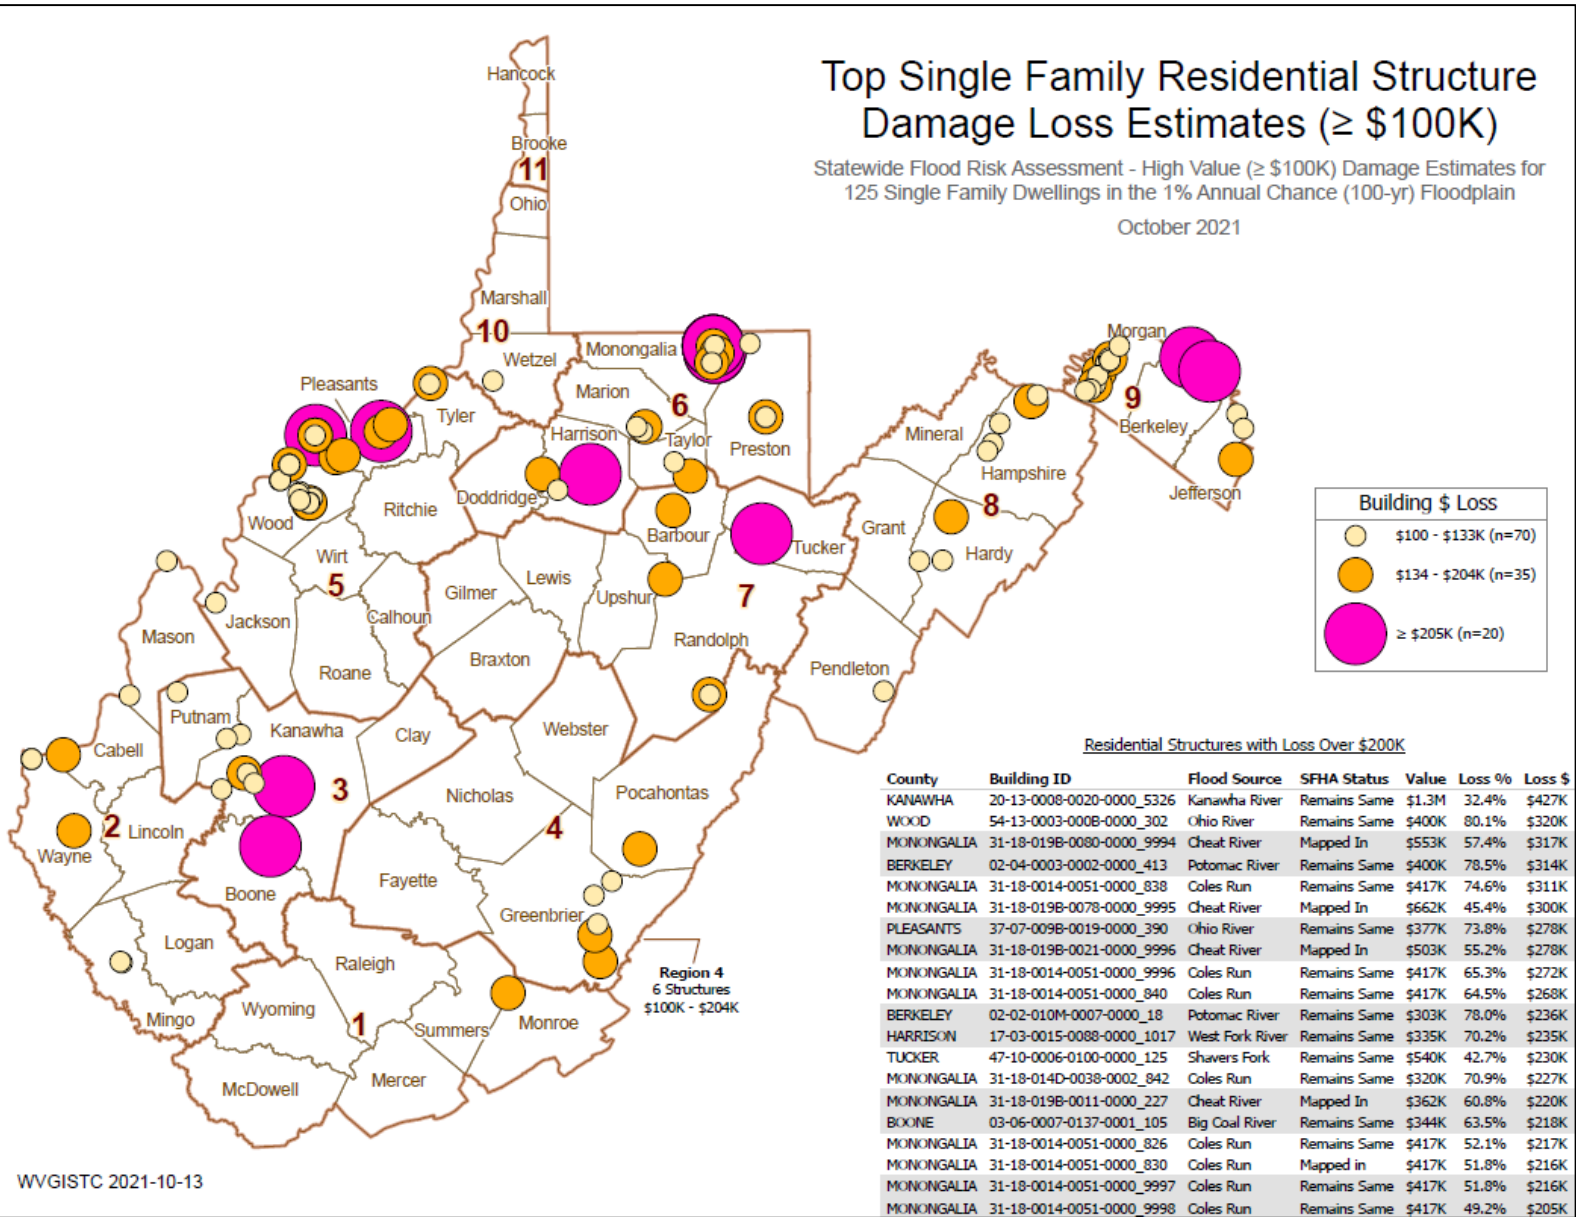 Top Single Family Residential Structure
Damage Loss Estimates (≥ $100K)
Statewide Flood Risk Assessment - High Value (≥ $100K) Damage Estimates for
125 Single Family Dwellings in the 1% Annual Chance (100-yr) Floodplain
October 2021
Hancock
Brooke
11
Ohio
Marshall
10
Wetzel
Monongalia
Morgan
Pleasants
Marion
6
9
Tyler
Harrison
Taylor
Preston
Mineral
Berkeley
Hampshire
Doddridge
Ritchie
Jefferson
8
Wood
Grant
Barbour
Tucker
Hardy
Wirt
5
Lewis
Gilmer
Upshur
7
Calhoun
Jackson
Mason
Randolph
Braxton
Roane
Pendleton
Putnam
Kanawha
Clay
Webster
Cabell
3
Nicholas
Pocahontas
2
Lincoln
4
Wayne
Fayette
Boone
Greenbrier
Logan
Raleigh
Region 4
6 Structures
$100K - $204K
Wyoming
Mingo
1
Summers
Monroe
McDowell
Mercer
Building $ Loss
$100 - $133K (n=70)
$134 - $204K (n=35)
≥ $205K (n=20)
Residential Structures with Loss Over $200K
County Building ID Flood Source SFHA Status Value Loss % Loss $
KANAWHA 20-13-0008-0020-0000_5326 Kanawha River Remains Same $1.3M 32.4% $427K
WOOD 54-13-0003-000B-0000_302 Ohio River Remains Same $400K 80.1% $320K
MONONGALIA 31-18-019B-0080-0000_9994 Cheat River Mapped In $553K 57.4% $317K
BERKELEY 02-04-0003-0002-0000_413 Potomac River Remains Same $400K 78.5% $314K
MONONGALIA 31-18-0014-0051-0000_838 Coles Run Remains Same $417K 74.6% $311K
MONONGALIA 31-18-019B-0078-0000_9995 Cheat River Mapped In $662K 45.4% $300K
PLEASANTS 37-07-009B-0019-0000_390 Ohio River Remains Same $377K 73.8% $278K
MONONGALIA 31-18-019B-0021-0000_9996 Cheat River Mapped In $503K 55.2% $278K
MONONGALIA 31-18-0014-0051-0000_9996 Coles Run Remains Same $417K 65.3% $272K
MONONGALIA 31-18-0014-0051-0000_840 Coles Run Remains Same $417K 64.5% $268K
BERKELEY 02-02-010M-0007-0000_18 Potomac River Remains Same $303K 78.0% $236K
HARRISON 17-03-0015-0088-0000_1017 West Fork River Remains Same $335K 70.2% $235K
TUCKER 47-10-0006-0100-0000_125 Shavers Fork Remains Same $540K 42.7% $230K
MONONGALIA 31-18-014D-0038-0002_842 Coles Run Remains Same $320K 70.9% $227K
MONONGALIA 31-18-019B-0011-0000_227 Cheat River Mapped In $362K 60.8% $220K
BOONE 03-06-0007-0137-0001_105 Big Coal River Remains Same $344K 63.5% $218K
MONONGALIA 31-18-0014-0051-0000_826 Coles Run Remains Same $417K 52.1% $217K
MONONGALIA 31-18-0014-0051-0000_830 Coles Run Mapped in $417K 51.8% $216K
MONONGALIA 31-18-0014-0051-0000_9997 Coles Run Remains Same $417K 51.8% $216K
MONONGALIA 31-18-0014-0051-0000_9998 Coles Run Remains Same $417K 49.2% $205K
WVGISTC 2021-10-13